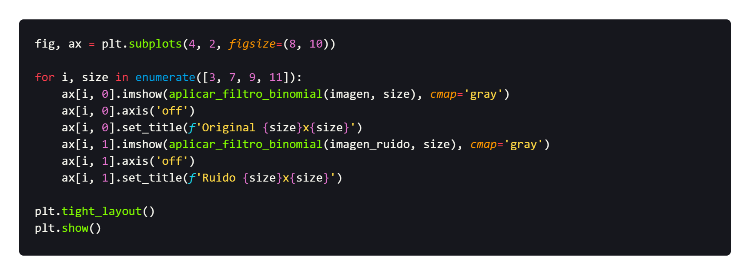 fig, ax = plt.subplots(4, 2, figsize=(8, 10))

for i, size in enumerate([3, 7, 9, 11]):
    ax[i, 0].imshow(aplicar_filtro_binomial(imagen, size), cmap='gray')
    ax[i, 0].axis('off')
    ax[i, 0].set_title(f'Original {size}x{size}')
    ax[i, 1].imshow(aplicar_filtro_binomial(imagen_ruido, size), cmap='gray')
    ax[i, 1].axis('off')
    ax[i, 1].set_title(f'Ruido {size}x{size}')

plt.tight_layout()
plt.show()